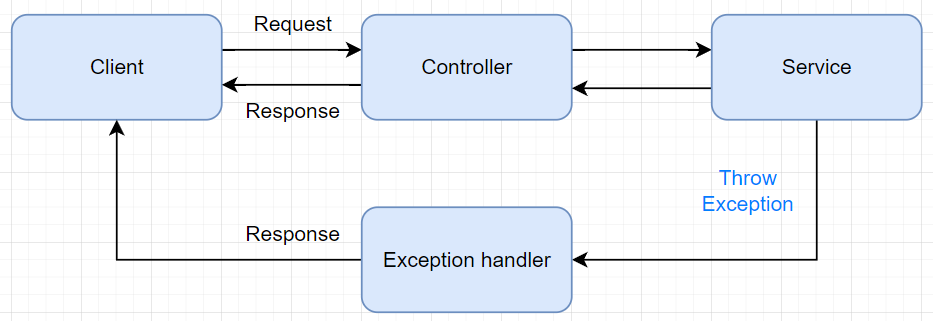 Request
Client
Controller
Service
Response
Throw
Exception
Response
Exception handler